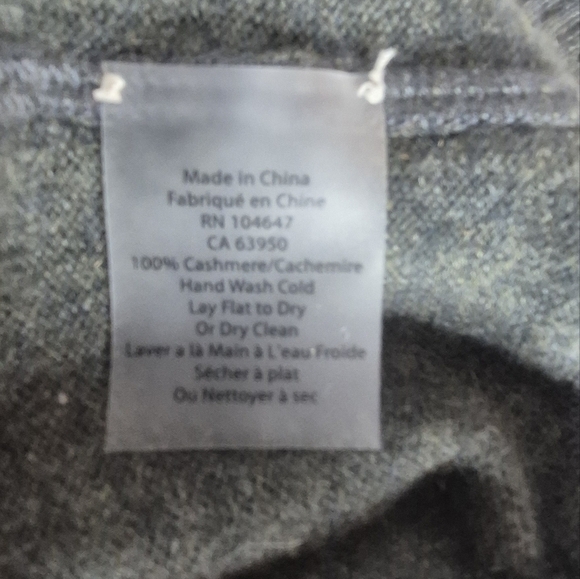 Made in China
Fabriqué en Chine
RN 104647
CA 63950
100% Cashmere/Cachemire
Hand Wash Cold
Lay Flat to Dry
Or Dry Clean
Laver a là Main à L'eau Froide
Sécher à plat
Ou Nettoyer à sec